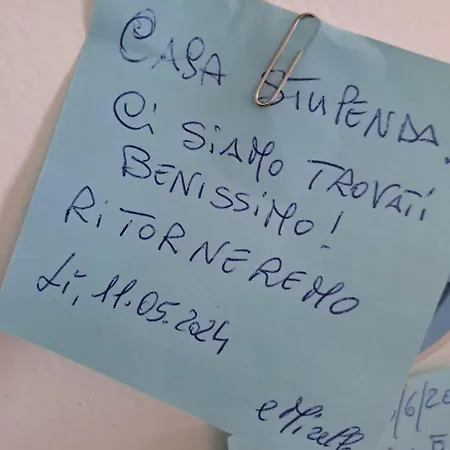 CASA STUPENDA.
Ci SiAMO TROVATi
BENISSIMO!
RiTORNEREMO
Lì, 11.05.2024
e